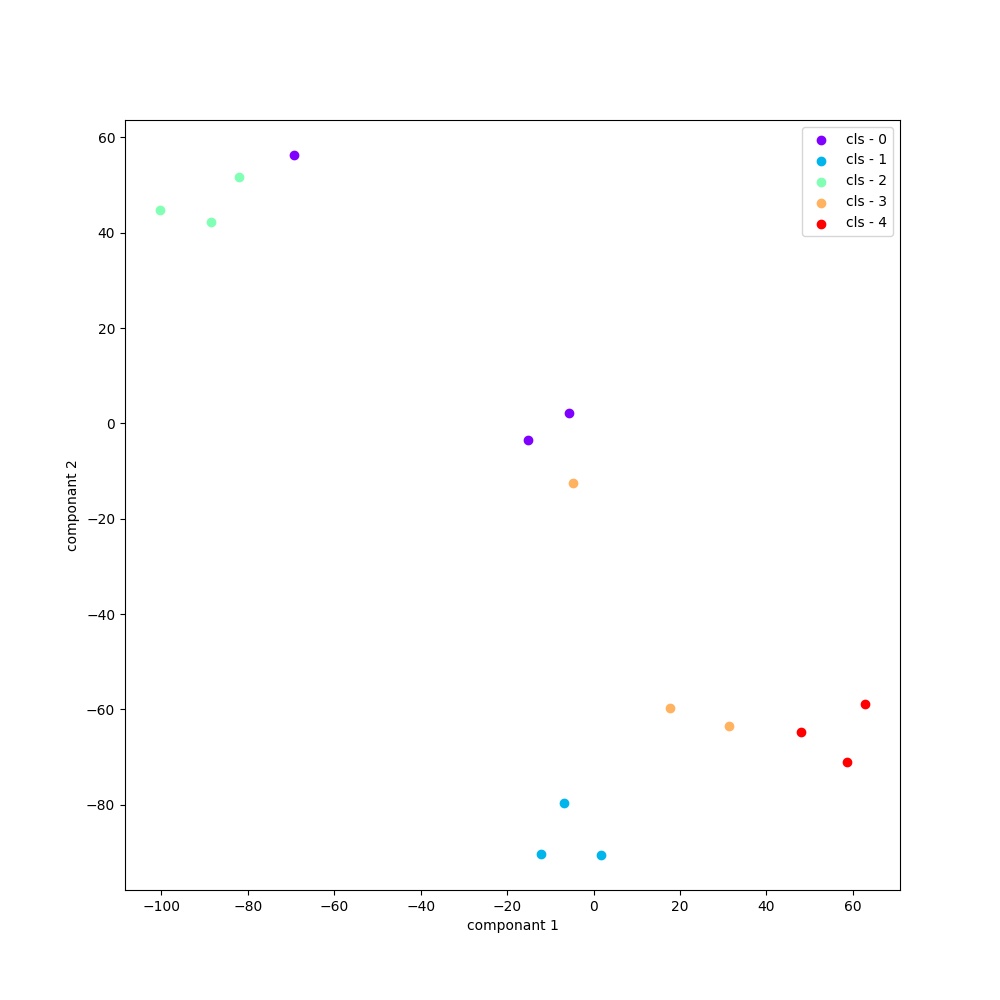 60
40
20
0
−20
−40
−60
−80
componant 2
cls - 0
cls - 1
cls - 2
cls - 3
cls - 4
−100 −80 −60 −40 −20 0 20 40 60
componant 1